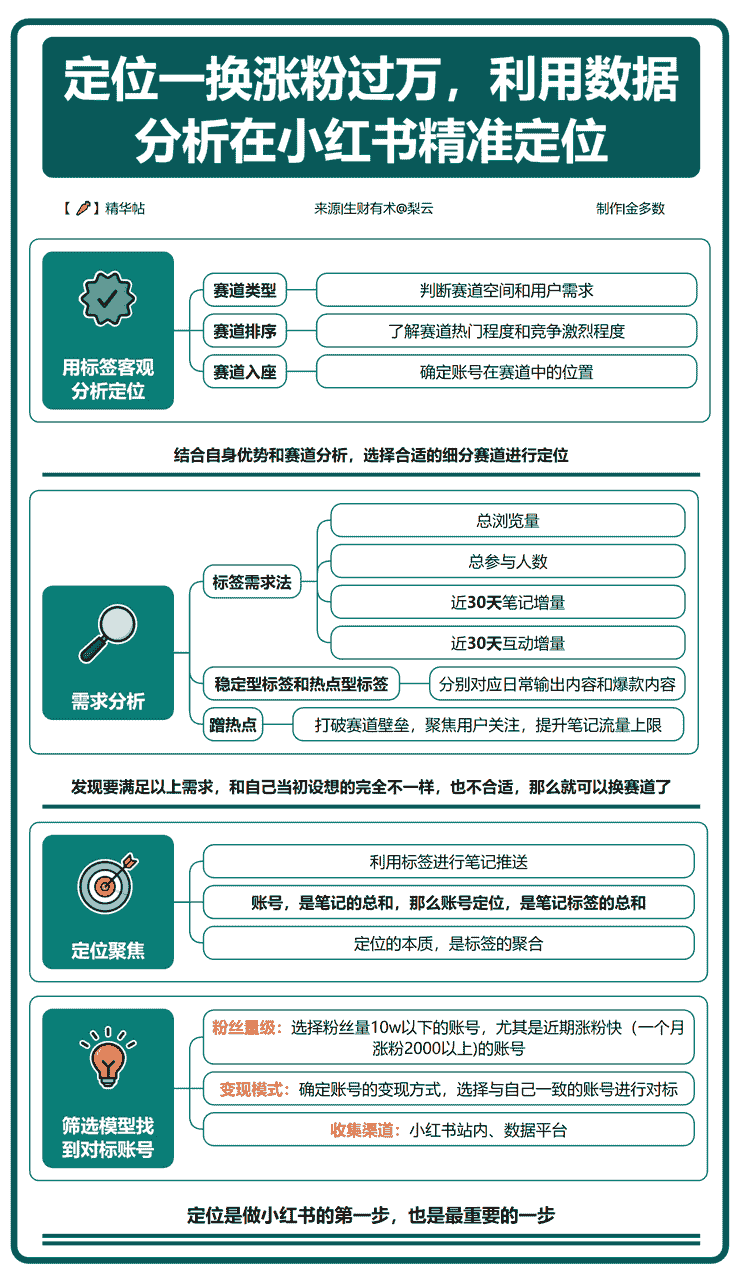 定位一换涨粉过万，利用数据
分析在小红书精准定位
【🥕】精华帖
来源|生财有术@梨云
制作|金多数
用标签客观
分析定位
赛道类型
判断赛道空间和用户需求
赛道排序
了解赛道热门程度和竞争激烈程度
赛道入座
确定账号在赛道中的位置
结合自身优势和赛道分析，选择合适的细分赛道进行定位
需求分析
标签需求法
总浏览量
总参与人数
近30天笔记增量
近30天互动增量
稳定型标签和热点型标签
分别对应日常输出内容和爆款内容
蹭热点
打破赛道壁垒，聚焦用户关注，提升笔记流量上限
发现要满足以上需求，和自己当初设想的完全不一样，也不合适，那么就可以换赛道了
定位聚焦
利用标签进行笔记推送
账号，是笔记的总和，那么账号定位，是笔记标签的总和
定位的本质，是标签的聚合
筛选模型找
到对标账号
粉丝量级：选择粉丝量10w以下的账号，尤其是近期涨粉快（一个月
涨粉2000以上)的账号
变现模式：确定账号的变现方式，选择与自己一致的账号进行对标
收集渠道：小红书站内、数据平台
定位是做小红书的第一步，也是最重要的一步